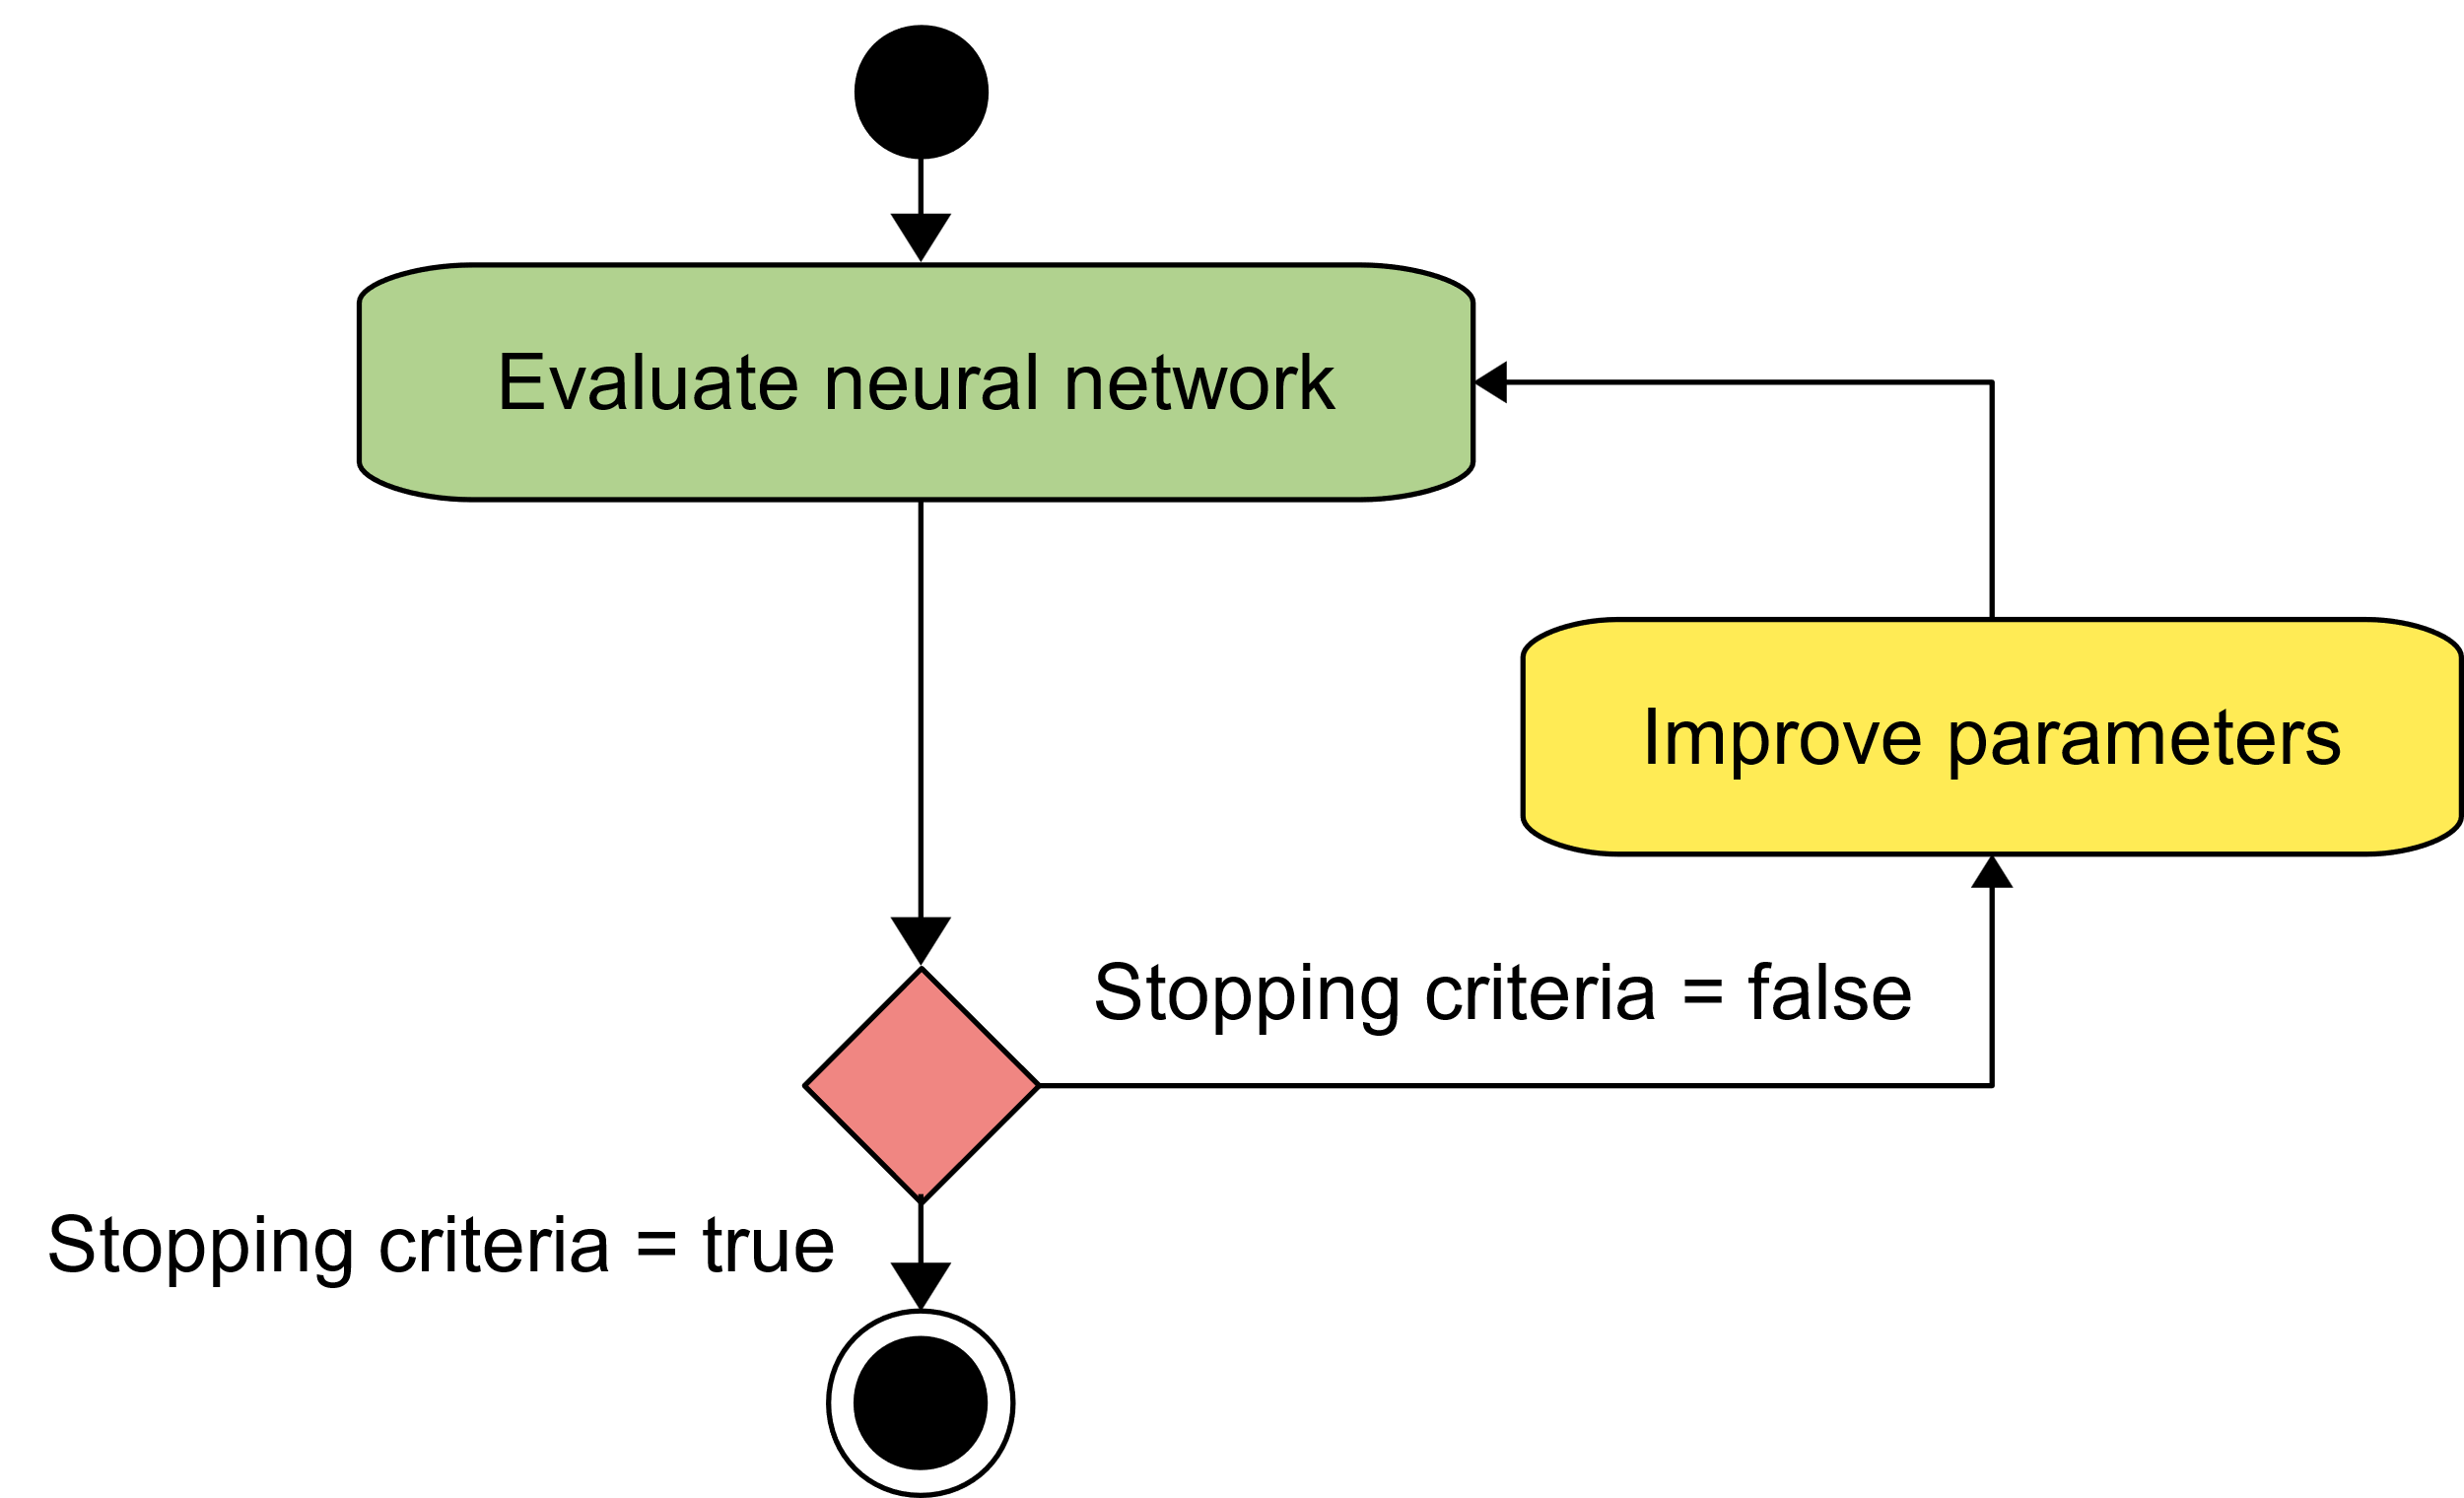 Evaluate neural network
Improve parameters
Stopping criteria = false
Stopping criteria = true